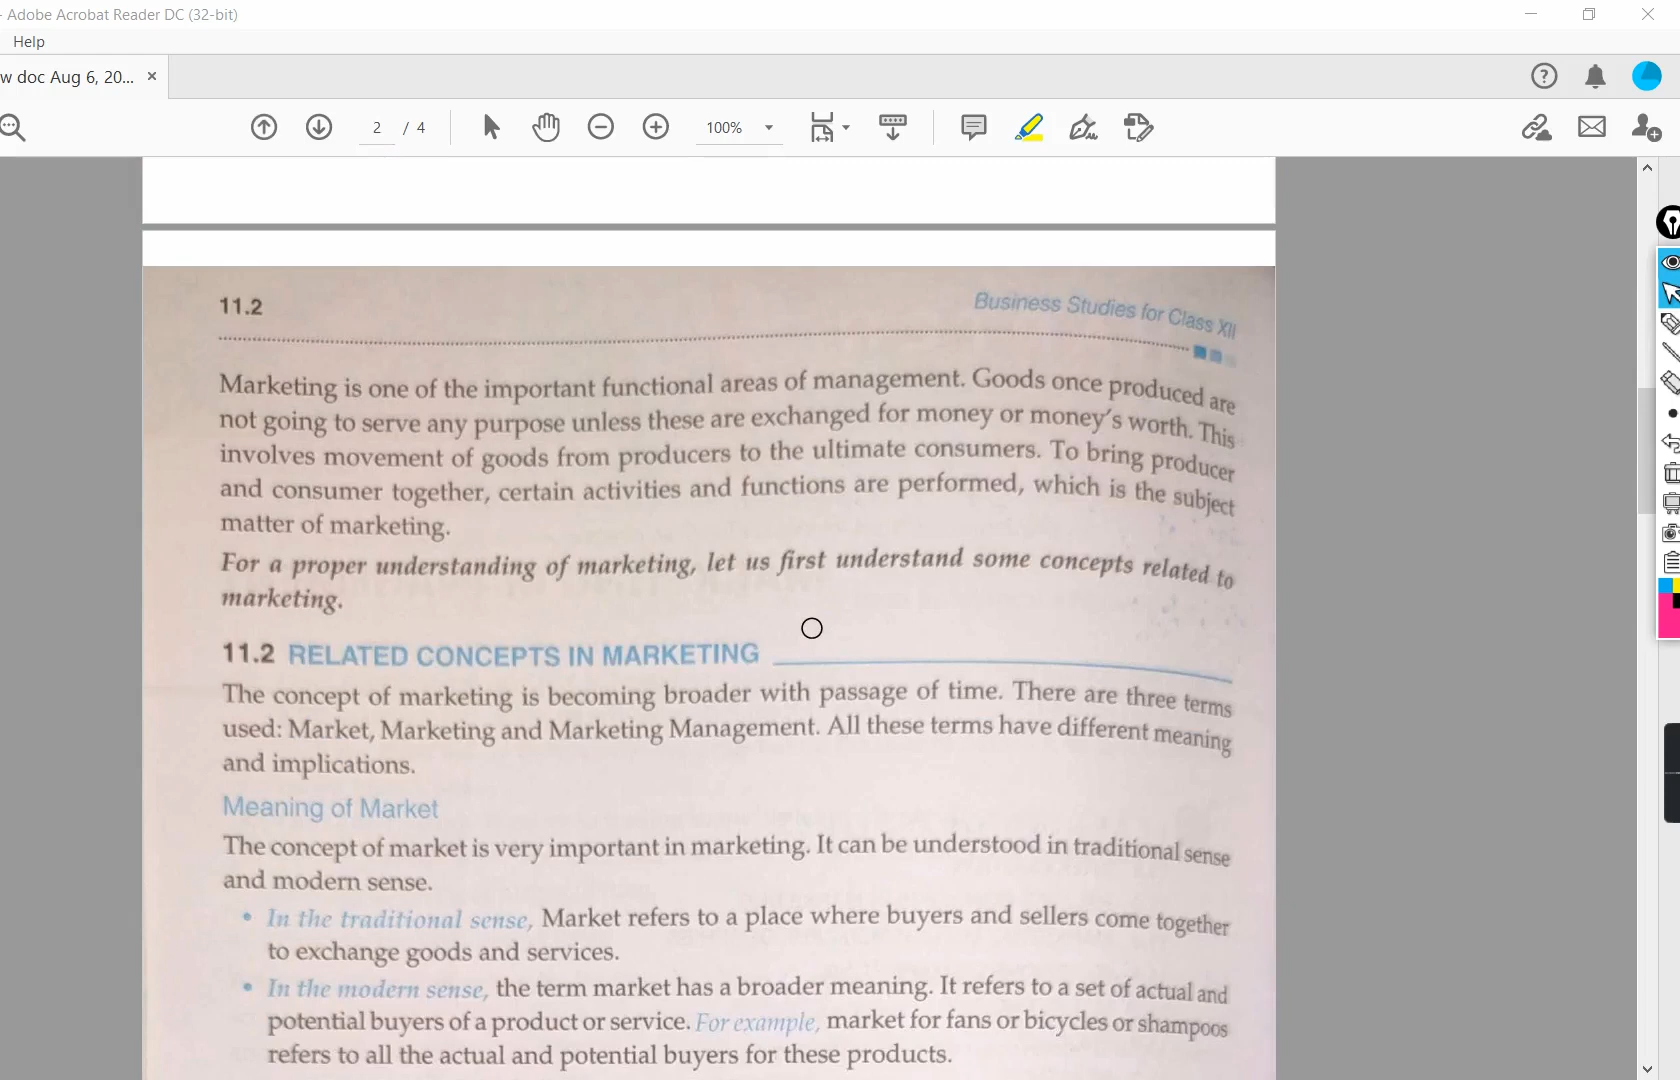 - Adobe Acrobat Reader DC (32-bit)
Help
w doc Aug 6, 20...
2 / 4
100%
11.2
Business Studies for Class XII
Marketing is one of the important functional areas of management. Goods once produced are
not going to serve any purpose unless these are exchanged for money or money's worth. This
involves movement of goods from producers to the ultimate consumers. To bring producer
and consumer together, certain activities and functions are performed, which is the subject
matter of marketing.
For a proper understanding of marketing, let us first understand some concepts related to
marketing.
11.2 RELATED CONCEPTS IN MARKETING
The concept of marketing is becoming broader with passage of time. There are three terms
used: Market, Marketing and Marketing Management. All these terms have different meaning
and implications.
Meaning of Market
The concept of market is very important in marketing. It can be understood in traditional sense
and modern sense.
• In the traditional sense, Market refers to a place where buyers and sellers come together
to exchange goods and services.
• In the modern sense, the term market has a broader meaning. It refers to a set of actual and
potential buyers of a product or service. For example, market for fans or bicycles or shampoos
refers to all the actual and potential buyers for these products.